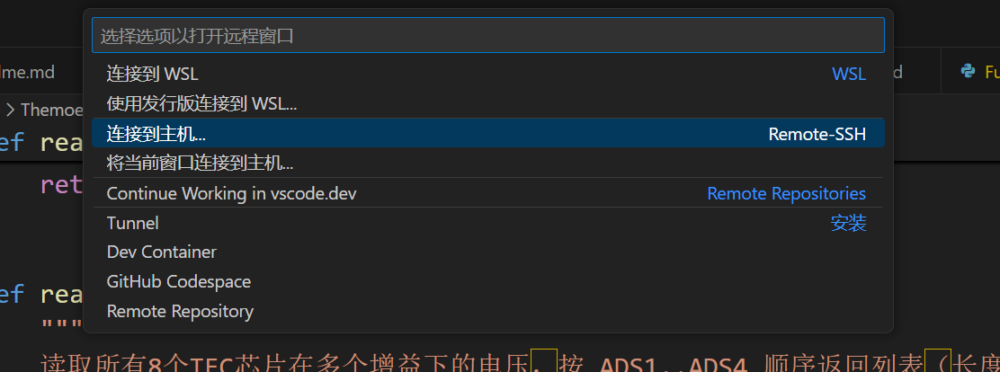 选择选项以打开远程窗口
连接到 WSL WSL
使用发行版连接到 WSL...
连接到主机... Remote-SSH
将当前窗口连接到主机...
Continue Working in vscode.dev Remote Repositories
Tunnel 安装
Dev Container
GitHub Codespace
Remote Repository
me.md d Fu
> Themoe
ef rea
ret
ef rea
"""
读取所有8个TEC芯片在多个增益下的电压，按 ADS1..ADS4 顺序返回列表（长度